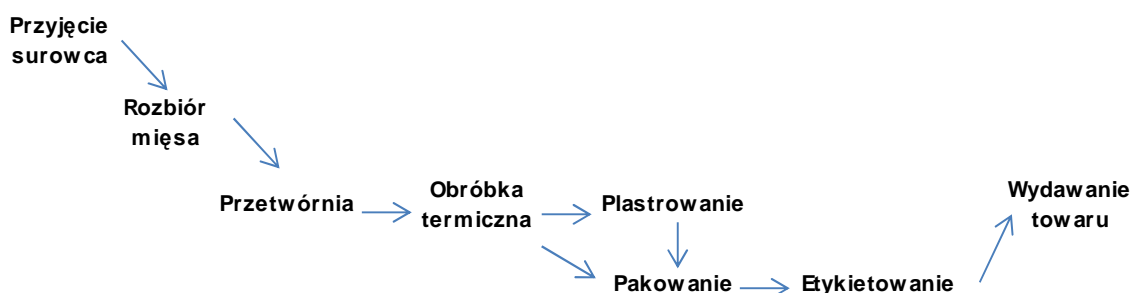 Przyjęcie
surowca
Rozbiór
mięsa
Przetwórnia
Obróbka
termiczna
Plastrowanie
Wydawanie
towaru
Pakowanie
Etykietowanie